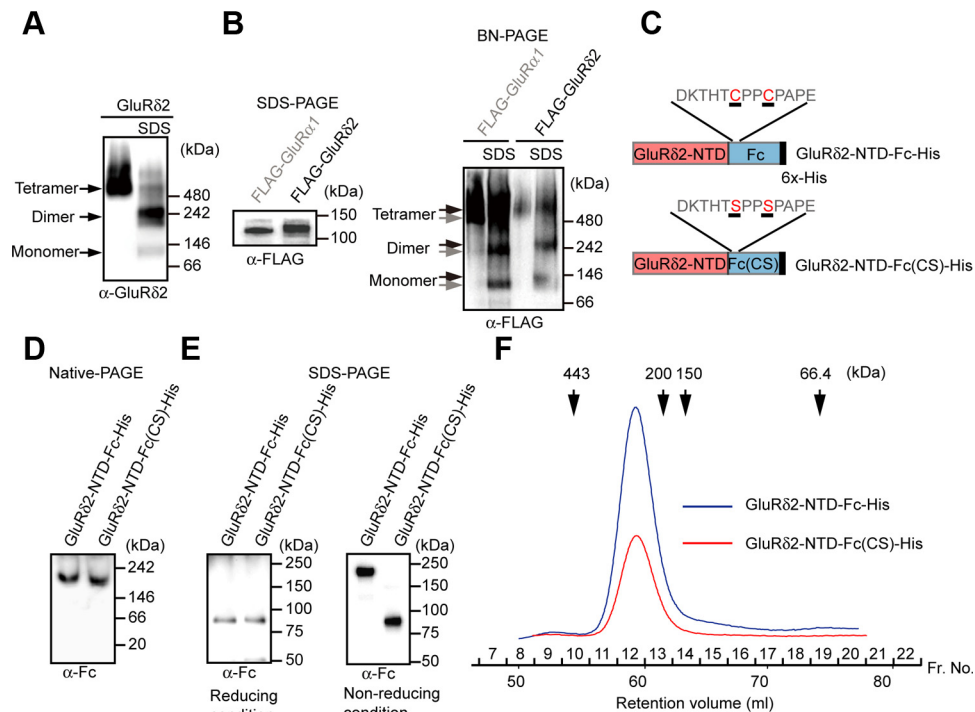 A
GluRδ2
SDS
(kDa)
Tetramer
480
Dimer
242
146
Monomer
66
α-GluRδ2
B
SDS-PAGE
FLAG-GluRα1
FLAG-GluRδ2
(kDa)
150
100
α-FLAG
BN-PAGE
FLAG-GluRα1
FLAG-GluRδ2
SDS SDS
(kDa)
Tetramer
480
Dimer
242
Monomer
146
66
α-FLAG
C
DKTHTCPPCPAPE
GluRδ2-NTD Fc GluRδ2-NTD-Fc-His
6x-His
DKTHTSPPSPAPE
GluRδ2-NTD Fc(CS) GluRδ2-NTD-Fc(CS)-His
D
Native-PAGE
GluRδ2-NTD-Fc-His
GluRδ2-NTD-Fc(CS)-His
(kDa)
242
146
66
20
α-Fc
E
SDS-PAGE
GluRδ2-NTD-Fc-His
GluRδ2-NTD-Fc(CS)-His
(kDa)
250
150
100
75
50
α-Fc
Reducing
condition
GluRδ2-NTD-Fc-His
GluRδ2-NTD-Fc(CS)-His
(kDa)
250
150
100
75
50
α-Fc
Non-reducing
condition
F
443 200 150 66.4 (kDa)
GluRδ2-NTD-Fc-His
GluRδ2-NTD-Fc(CS)-His
7 8 9 10 11 12 13 14 15 16 17 18 19 20 21 22 Fr. No.
50 60 70 80
Retention volume (ml)